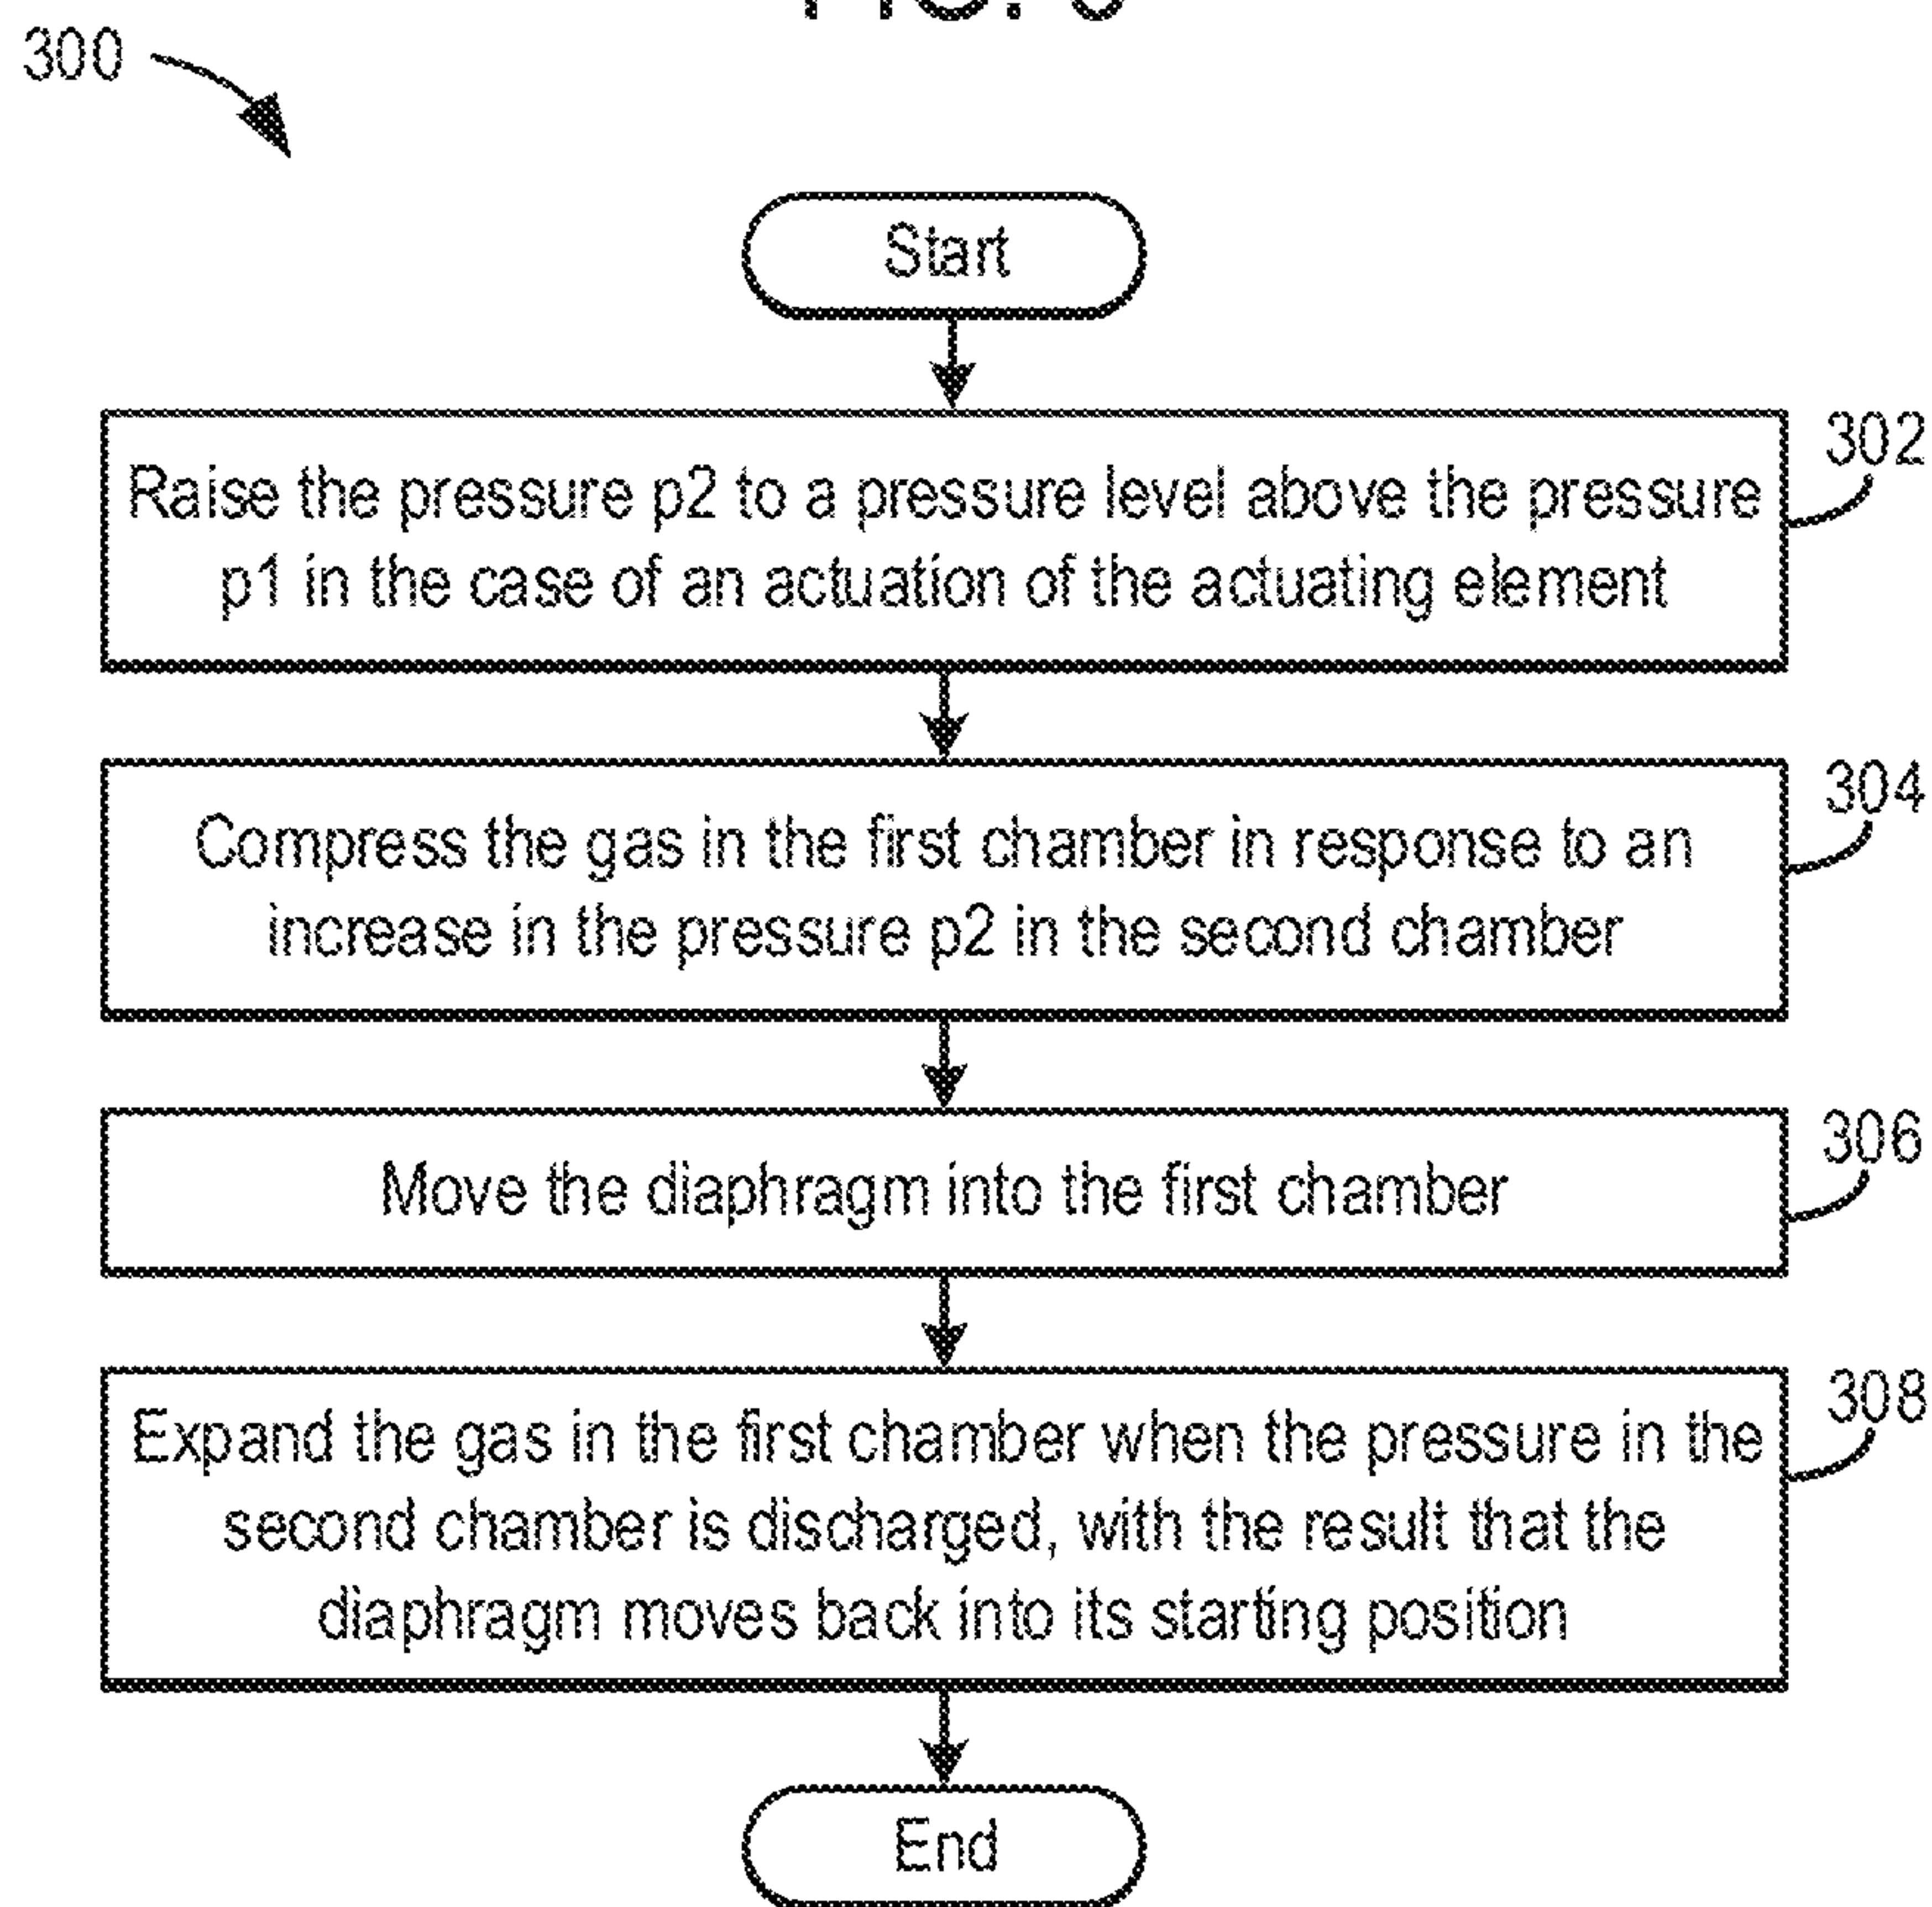 300
Start
302
Raise the pressure p2 to a pressure level above the pressure
p1 in the case of an actuation of the actuating element
304
Compress the gas in the first chamber in response to an
increase in the pressure p2 in the second chamber
306
Move the diaphragm into the first chamber
308
Expand the gas in the first chamber when the pressure in the
second chamber is discharged, with the result that the
diaphragm moves back into its starting position
End